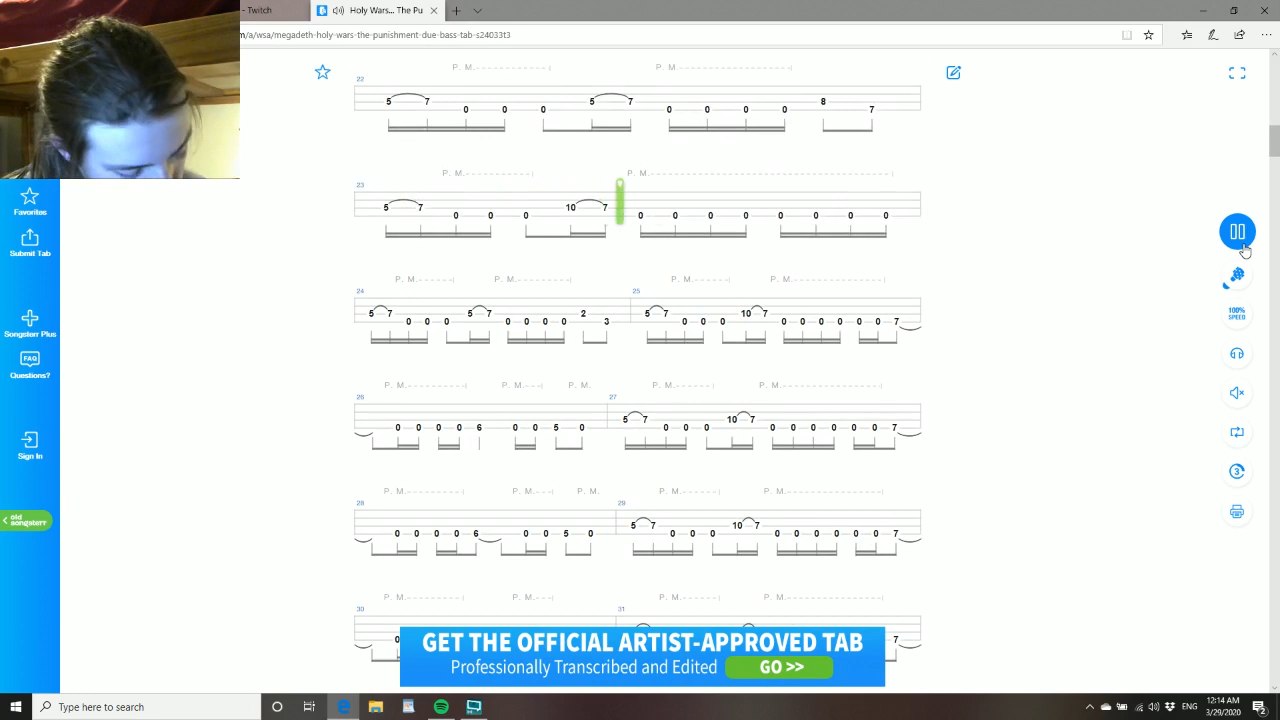 - Twitch
Holy Wars... The Pu
m/a/wsa/megadeth-holy-wars-the-punishment-due-bass-tab-s24033t3
P. M. P. M.
22
5 7 0 0 0 5 7 0 0 0 0 8 7
P. M. P. M.
23
5 7 0 0 0 10 7 0 0 0 0 0 0 0 0
P. M. P. M. P. M. P. M.
24 25
5 7 0 0 0 5 7 0 0 0 0 2 3 5 7 0 0 0 10 7 0 0 0 0 0 0 7
P. M. P. M. P. M. P. M. P. M.
26 27
0 0 0 0 6 0 0 5 0 5 7 0 0 0 10 7 0 0 0 0 0 0 7
P. M. P. M. P. M. P. M. P. M.
28 29
0 0 0 0 6 0 0 5 0 5 7 0 0 0 10 7 0 0 0 0 0 0 7
P. M. P. M. P. M. P. M.
30 31
0 7
Favorites
Submit Tab
Songsterr Plus
FAQ
Questions?
Sign In
old
songsterr
100%
SPEED
3
GET THE OFFICIAL ARTIST-APPROVED TAB
Professionally Transcribed and Edited GO >>
Type here to search
ENG
12:14 AM
3/29/2020
2